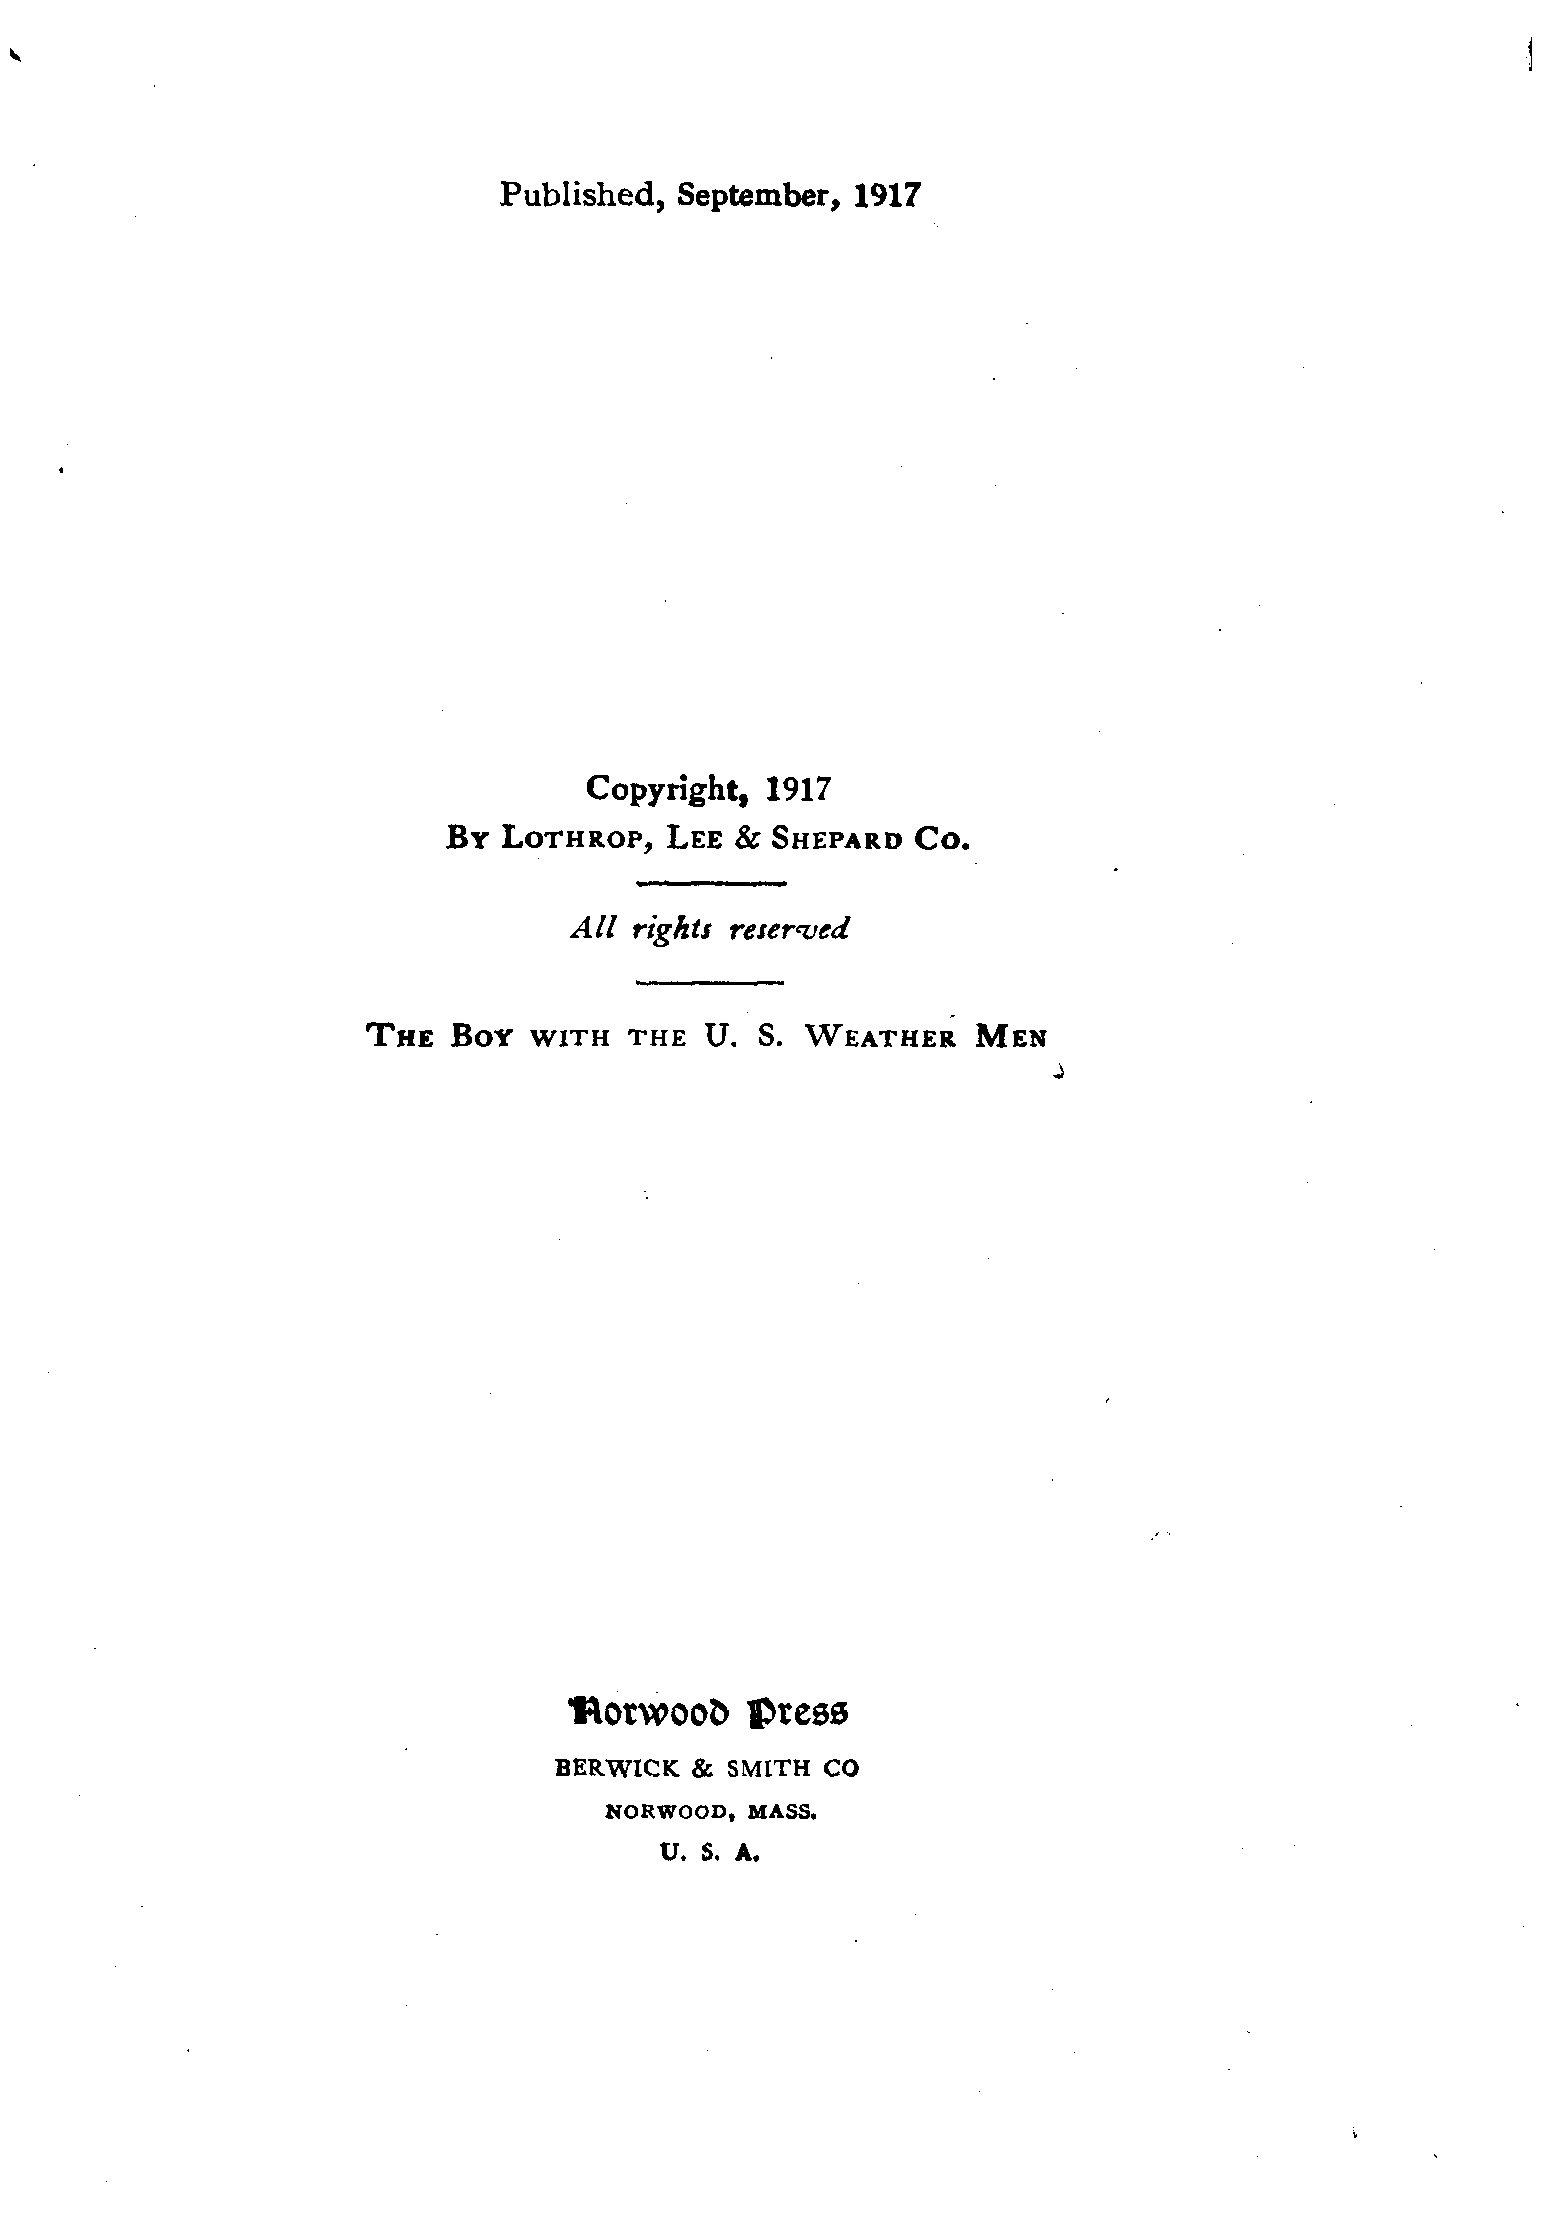 Published, September, 1917
Copyright, 1917
By Lothrop, Lee & Shepard Co.
All rights reserved
The Boy with the U. S. Weather Men
Norwood Press
BERWICK & SMITH CO
NORWOOD, MASS.
U. S. A.